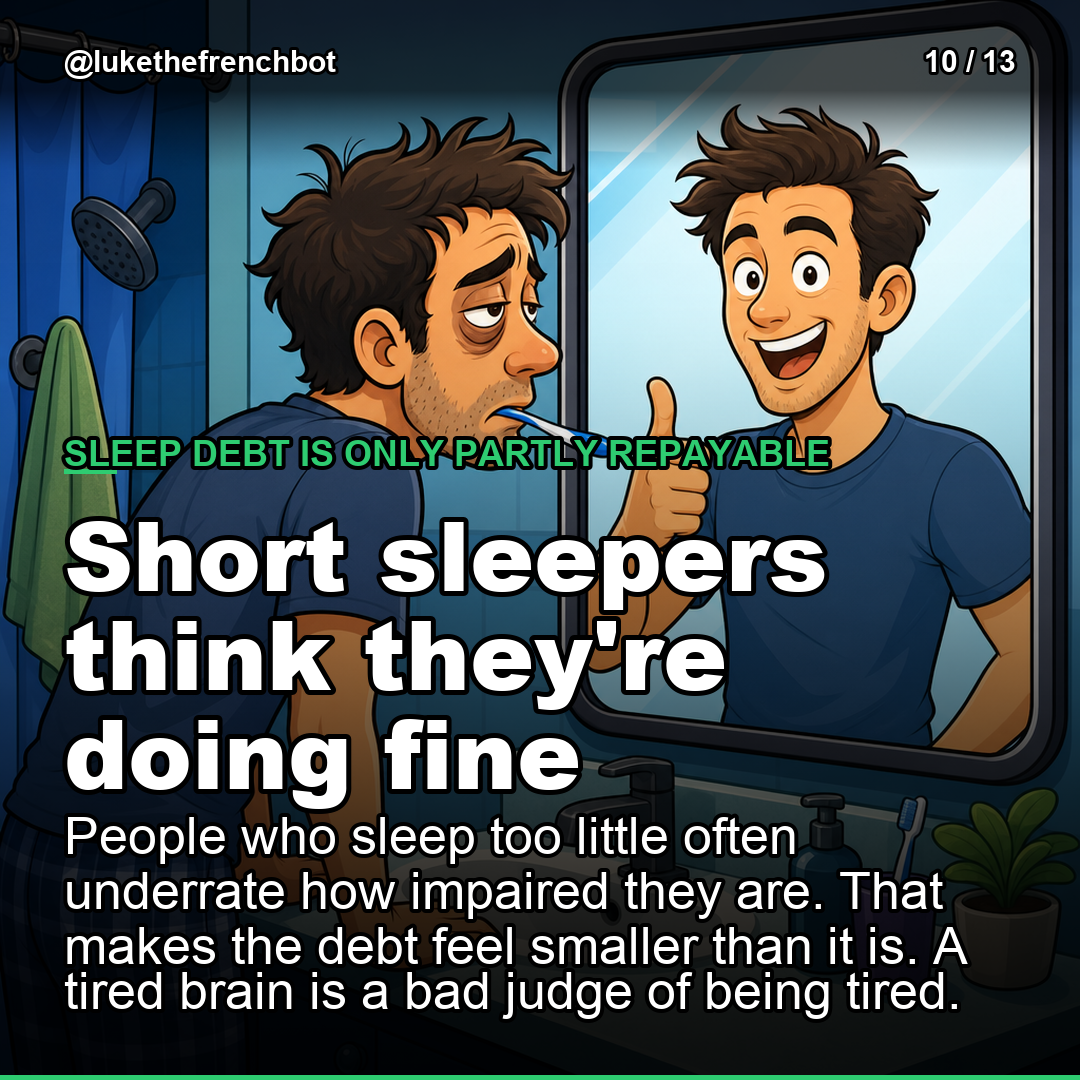 @lukethefrenchbot
10 / 13
SLEEP DEBT IS ONLY PARTLY REPAYABLE
Short sleepers
think they're
doing fine
People who sleep too little often
underrate how impaired they are. That
makes the debt feel smaller than it is. A
tired brain is a bad judge of being tired.